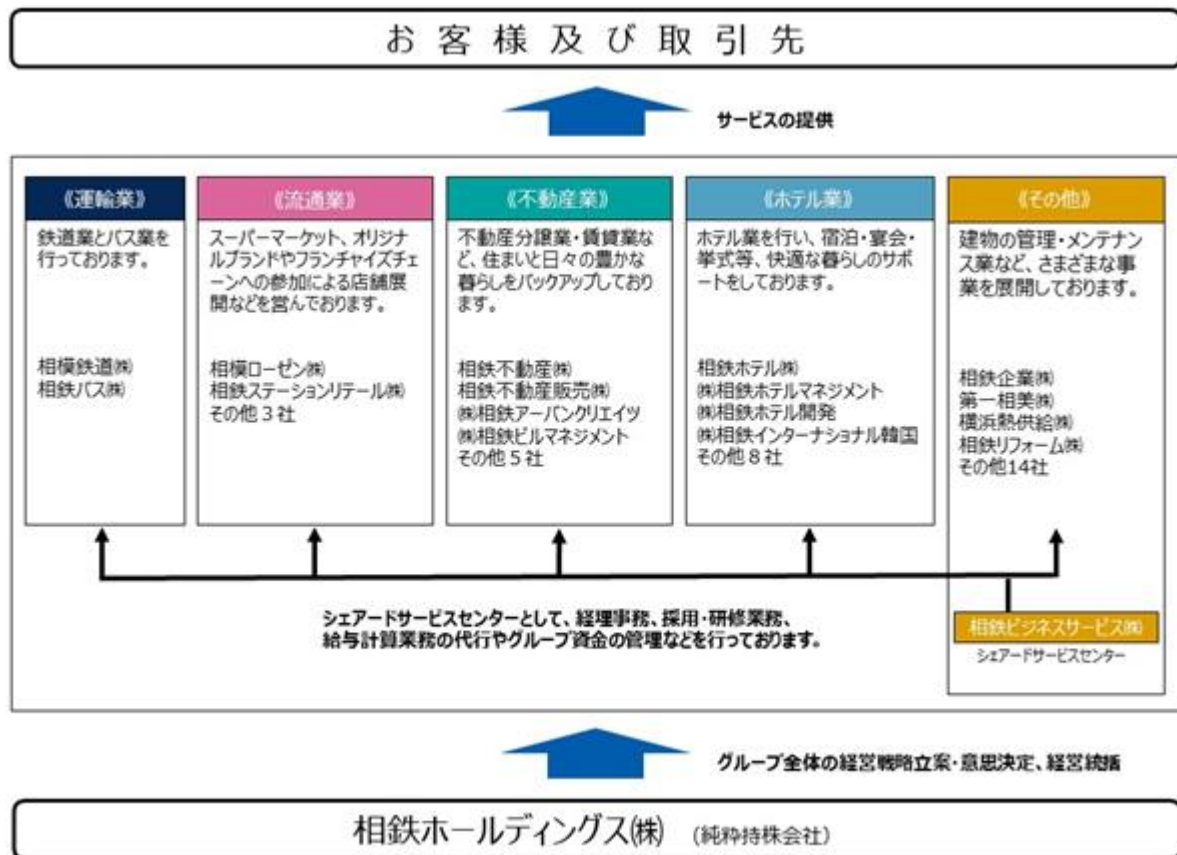 お客様及び取引先
サービスの提供
《運輸業》
鉄道業とバス業を
行っております。
相模鉄道㈱
相鉄バス㈱
《流通業》
スーパーマーケット、オリジナ
ルブランドやフランチャイズチェ
ーンへの参加による店舗展
開などを営んでおります。
相模ローゼン㈱
相鉄ステーションリテール㈱
その他3社
《不動産業》
不動産分譲業・賃貸業な
ど、住まいと日々の豊かな
暮らしをバックアップしており
ます。
相鉄不動産㈱
相鉄不動産販売㈱
㈱相鉄アーバンクリエイツ
㈱相鉄ビルマネジメント
その他5社
《ホテル業》
ホテル業を行い、宿泊・宴会・
挙式等、快適な暮らしのサポ
ートをしております。
相鉄ホテル㈱
㈱相鉄ホテルマネジメント
㈱相鉄ホテル開発
㈱相鉄インターナショナル韓国
その他8社
《その他》
建物の管理・メンテナン
ス業など、さまざまな事
業を展開しております。
相鉄企業㈱
第一相美㈱
横浜熱供給㈱
相鉄リフォーム㈱
その他14社
シェアードサービスセンターとして、経理事務、採用・研修業務、
給与計算業務の代行やグループ資金の管理などを行っております。
相鉄ビジネスサービス㈱
シェアードサービスセンター
グループ全体の経営戦略立案・意思決定、経営統括
相鉄ホールディングス㈱ (純粋持株会社)